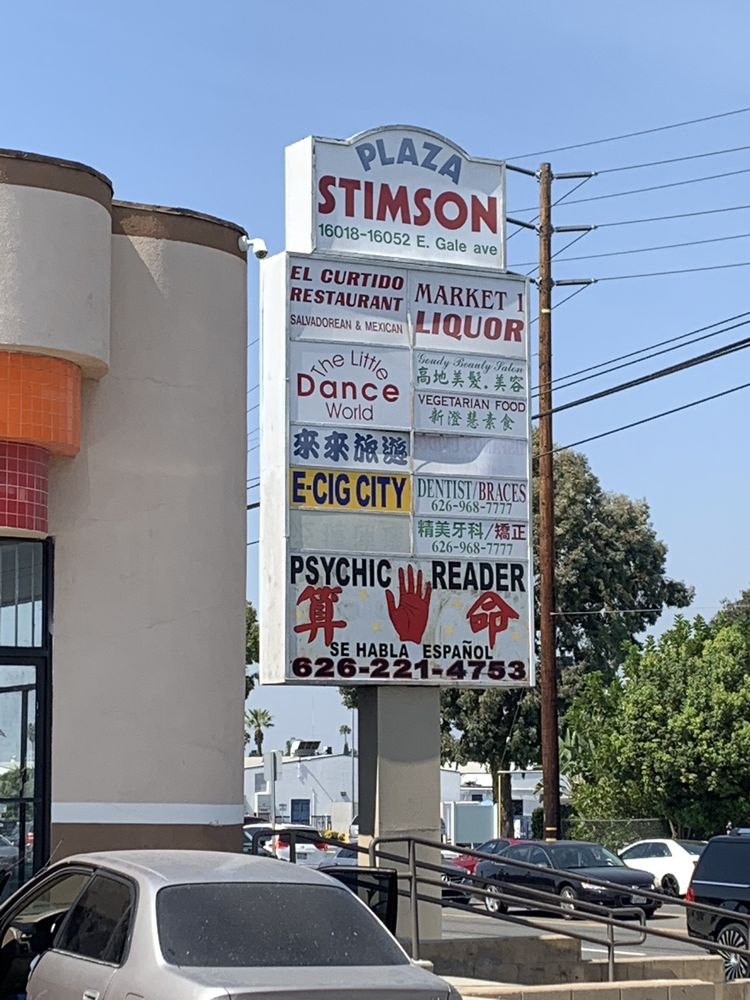 PLAZA
STIMSON
16018-16052 E. Gale ave
EL CURTIDO
RESTAURANT
SALVADOREAN & MEXICAN
MARKET 1
LIQUOR
The Little
Dance
World
Goudy Beauty Salon
高地美髮.美容
VEGETARIAN FOOD
新澄慧素食
來來旅遊
E-CIG CITY
DENTIST/BRACES
626-968-7777
精美牙科/矯正
626-968-7777
PSYCHIC READER
算 命
SE HABLA ESPAÑOL
626-221-4753